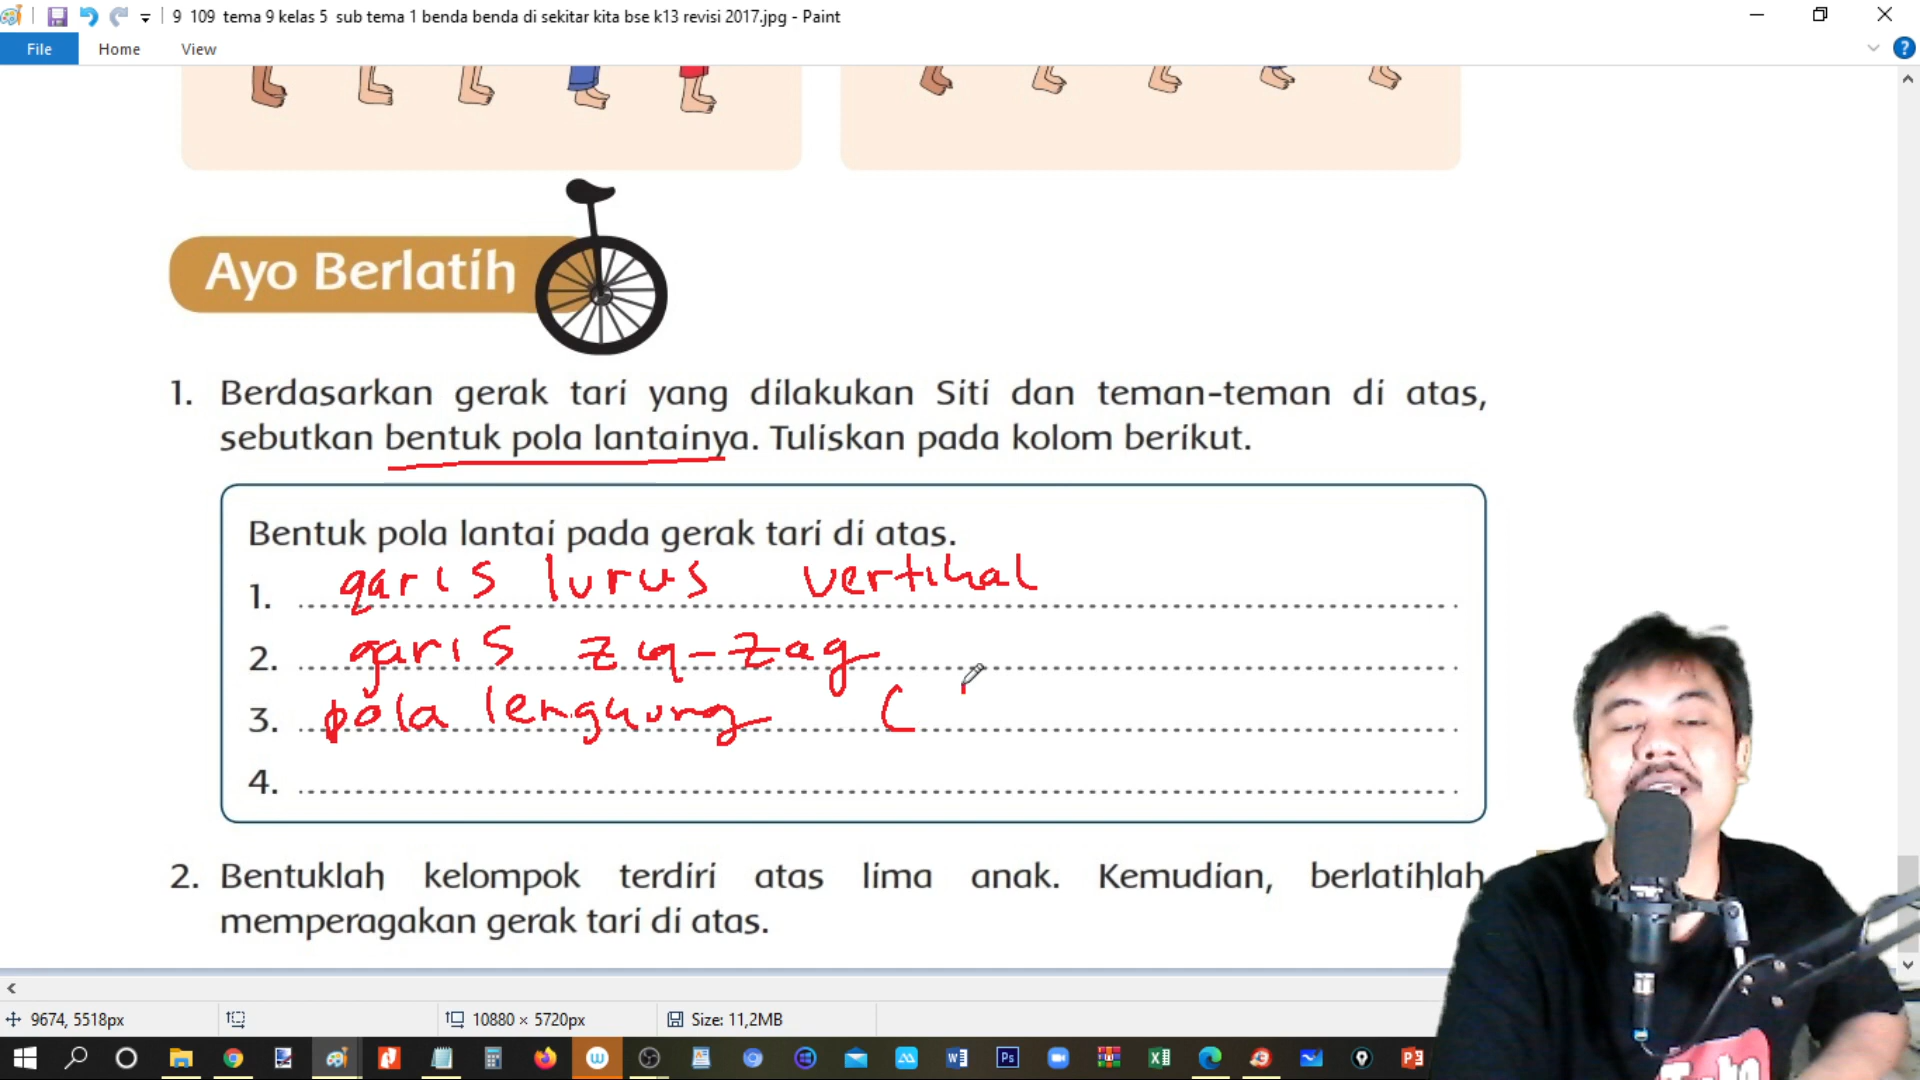 9 109 tema 9 kelas 5 sub tema 1 benda benda di sekitar kita bse k13 revisi 2017.jpg - Paint
File Home View
Ayo Berlatih
1. Berdasarkan gerak tari yang dilakukan Siti dan teman-teman di atas,
sebutkan bentuk pola lantainya. Tuliskan pada kolom berikut.
Bentuk pola lantai pada gerak tari di atas.
1. garis lurus vertikal
2. garis zig-zag
3. pola lengkung (
4.
2. Bentuklah kelompok terdiri atas lima anak. Kemudian, berlatihlah
memperagakan gerak tari di atas.
9674, 5518px 10880 × 5720px Size: 11,2MB